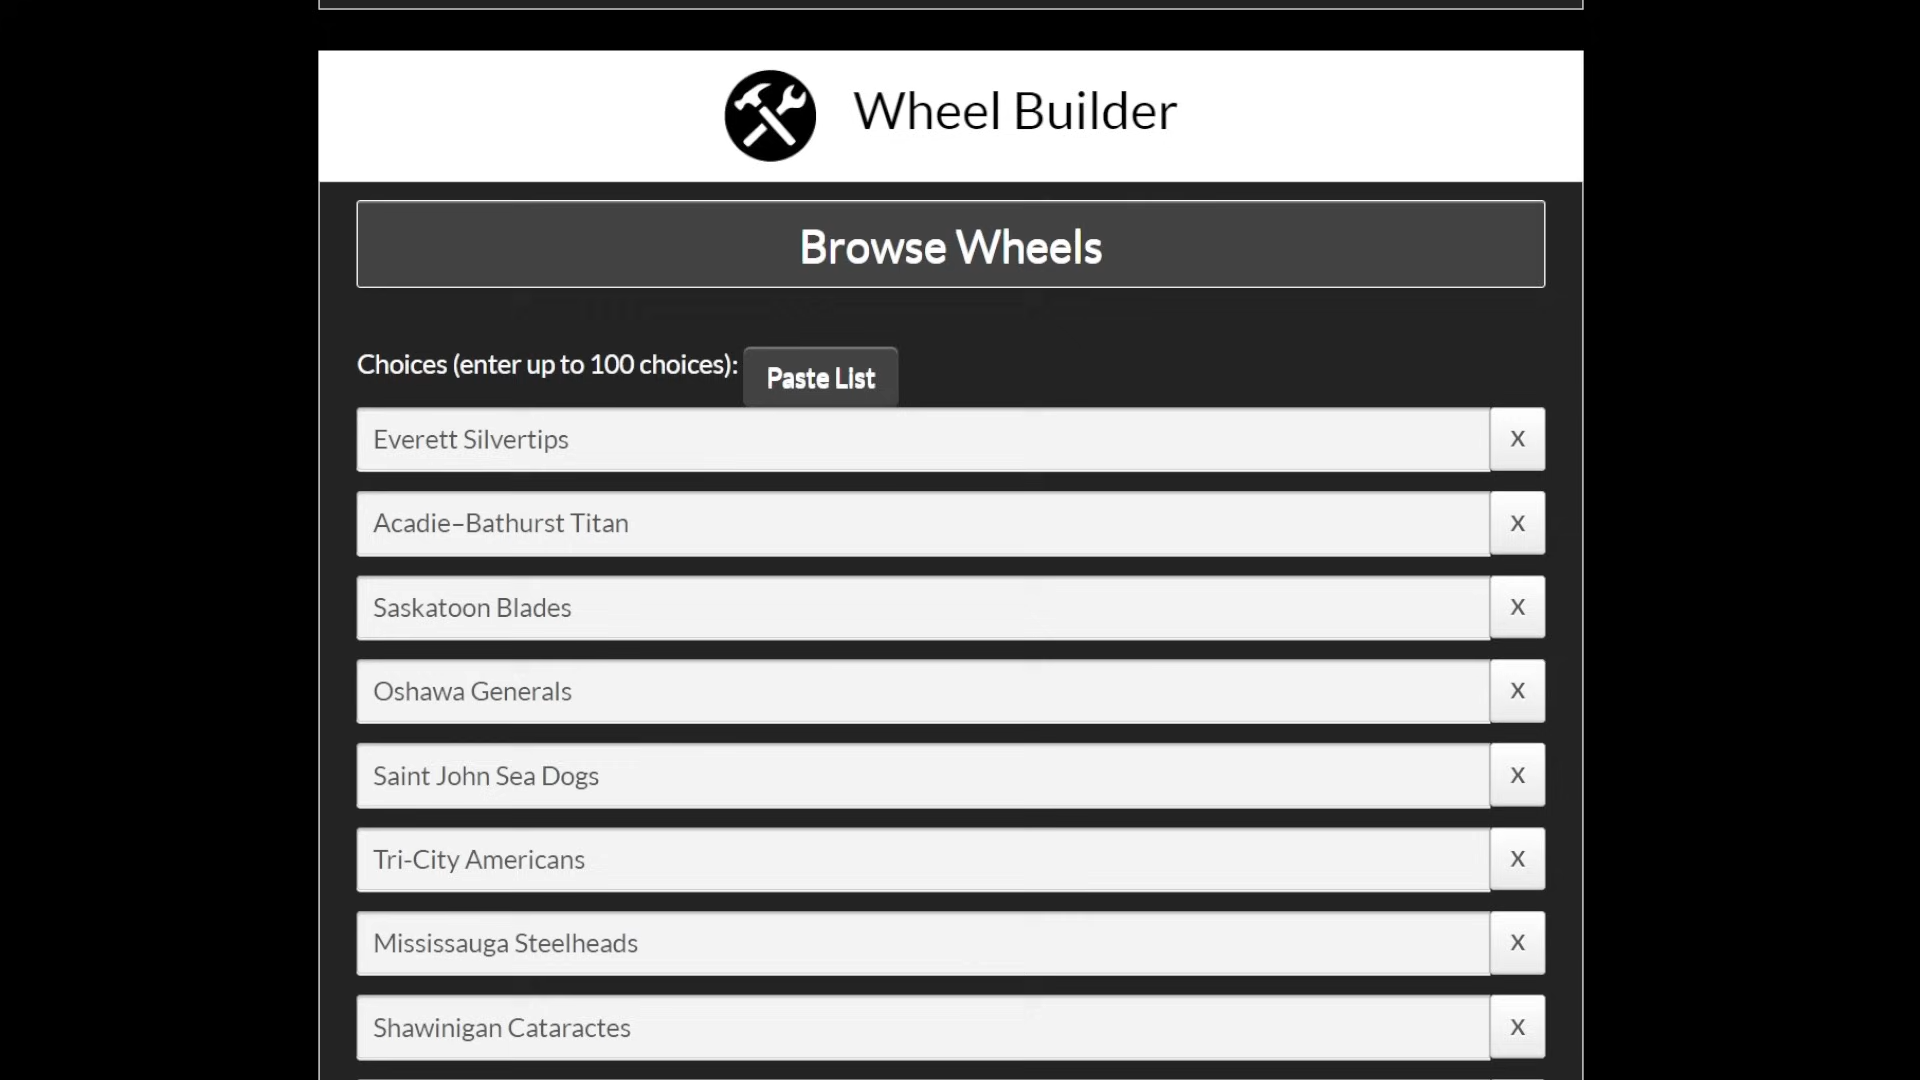 Wheel Builder
Browse Wheels
Choices (enter up to 100 choices): Paste List
Everett Silvertips X
Acadie–Bathurst Titan X
Saskatoon Blades X
Oshawa Generals X
Saint John Sea Dogs X
Tri-City Americans X
Mississauga Steelheads X
Shawinigan Cataractes X